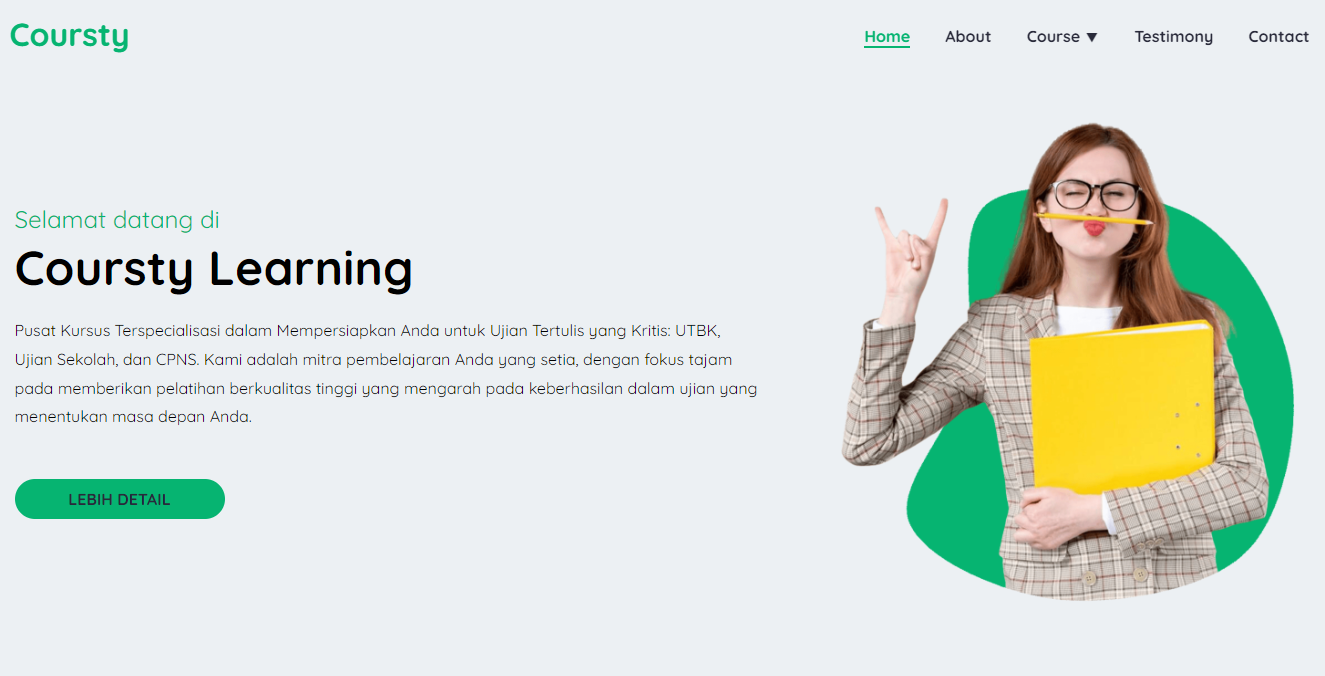 Coursty
Home About Course ▼ Testimony Contact
Selamat datang di
Coursty Learning
Pusat Kursus Terspecialisasi dalam Mempersiapkan Anda untuk Ujian Tertulis yang Kritis: UTBK,
Ujian Sekolah, dan CPNS. Kami adalah mitra pembelajaran Anda yang setia, dengan fokus tajam
pada memberikan pelatihan berkualitas tinggi yang mengarah pada keberhasilan dalam ujian yang
menentukan masa depan Anda.
LEBIH DETAIL